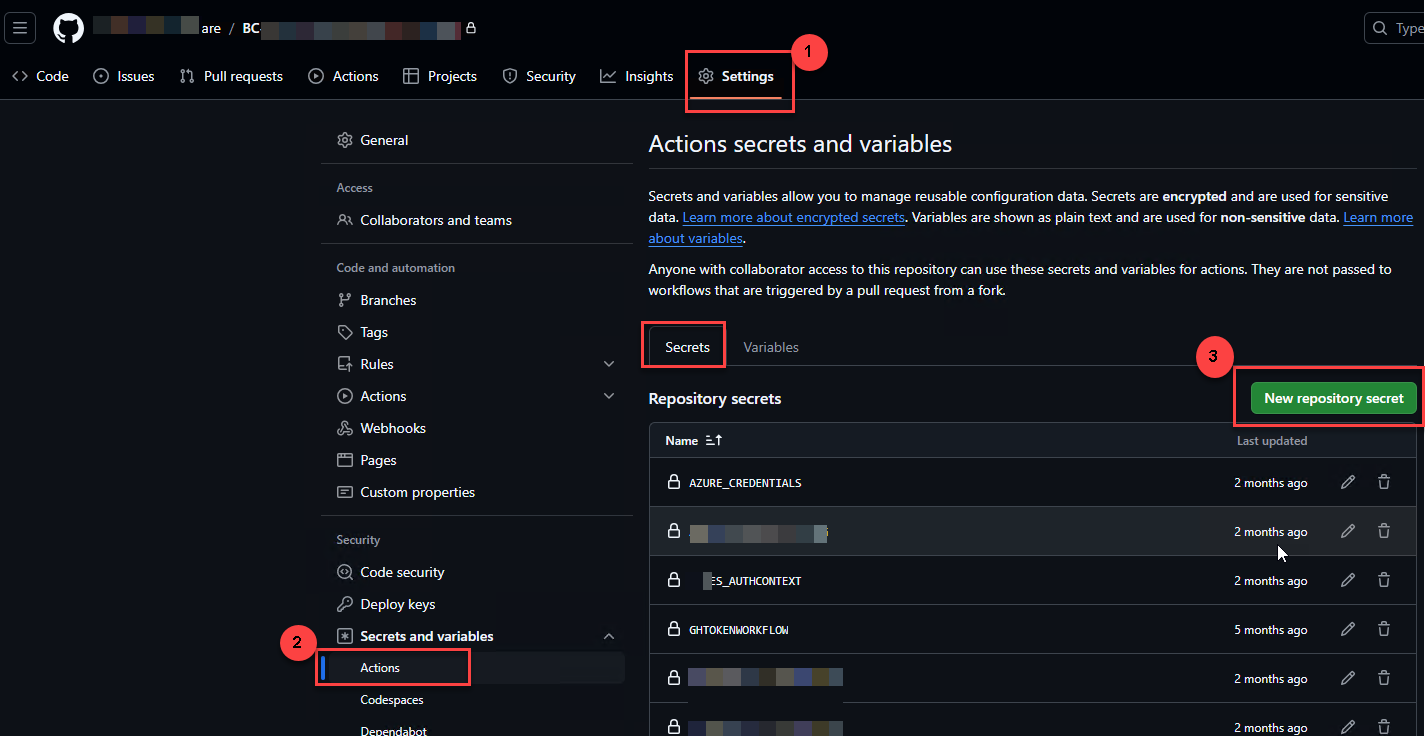 are / BC-
Type
1
Code Issues Pull requests Actions Projects Security Insights Settings
General
Access
Collaborators and teams
Code and automation
Branches
Tags
Rules
Actions
Webhooks
Pages
Custom properties
Security
Code security
Deploy keys
2
Secrets and variables
Actions
Codespaces
Dependabot
Actions secrets and variables
Secrets and variables allow you to manage reusable configuration data. Secrets are encrypted and are used for sensitive
data. Learn more about encrypted secrets. Variables are shown as plain text and are used for non-sensitive data. Learn more
about variables.
Anyone with collaborator access to this repository can use these secrets and variables for actions. They are not passed to
workflows that are triggered by a pull request from a fork.
Secrets Variables
3
Repository secrets New repository secret
Name Last updated
AZURE_CREDENTIALS 2 months ago
2 months ago
ES_AUTHCONTEXT 2 months ago
GHTOKENWORKFLOW 5 months ago
2 months ago
2 months ago